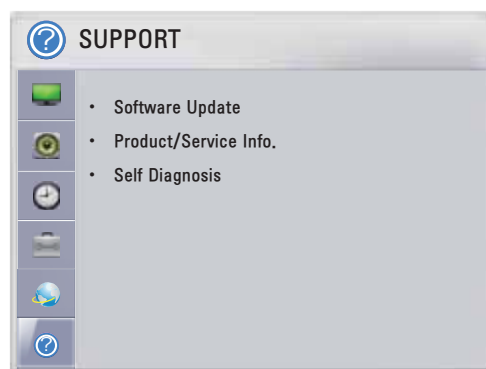 SUPPORT
• Software Update
• Product/Service Info.
• Self Diagnosis